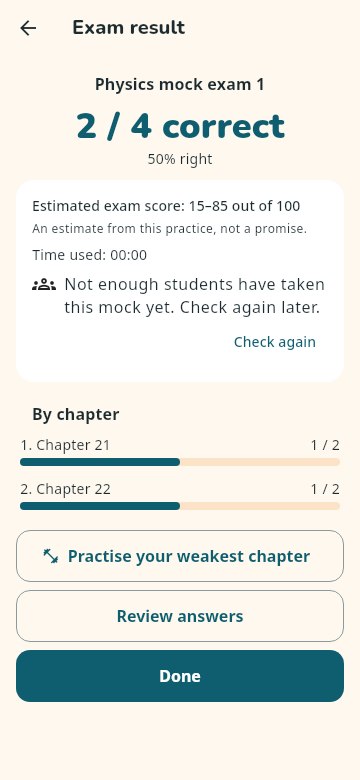 Exam result
Physics mock exam 1
2 / 4 correct
50% right
Estimated exam score: 15–85 out of 100
An estimate from this practice, not a promise.
Time used: 00:00
Not enough students have taken
this mock yet. Check again later.
Check again
By chapter
1. Chapter 21 1 / 2
2. Chapter 22 1 / 2
Practise your weakest chapter
Review answers
Done